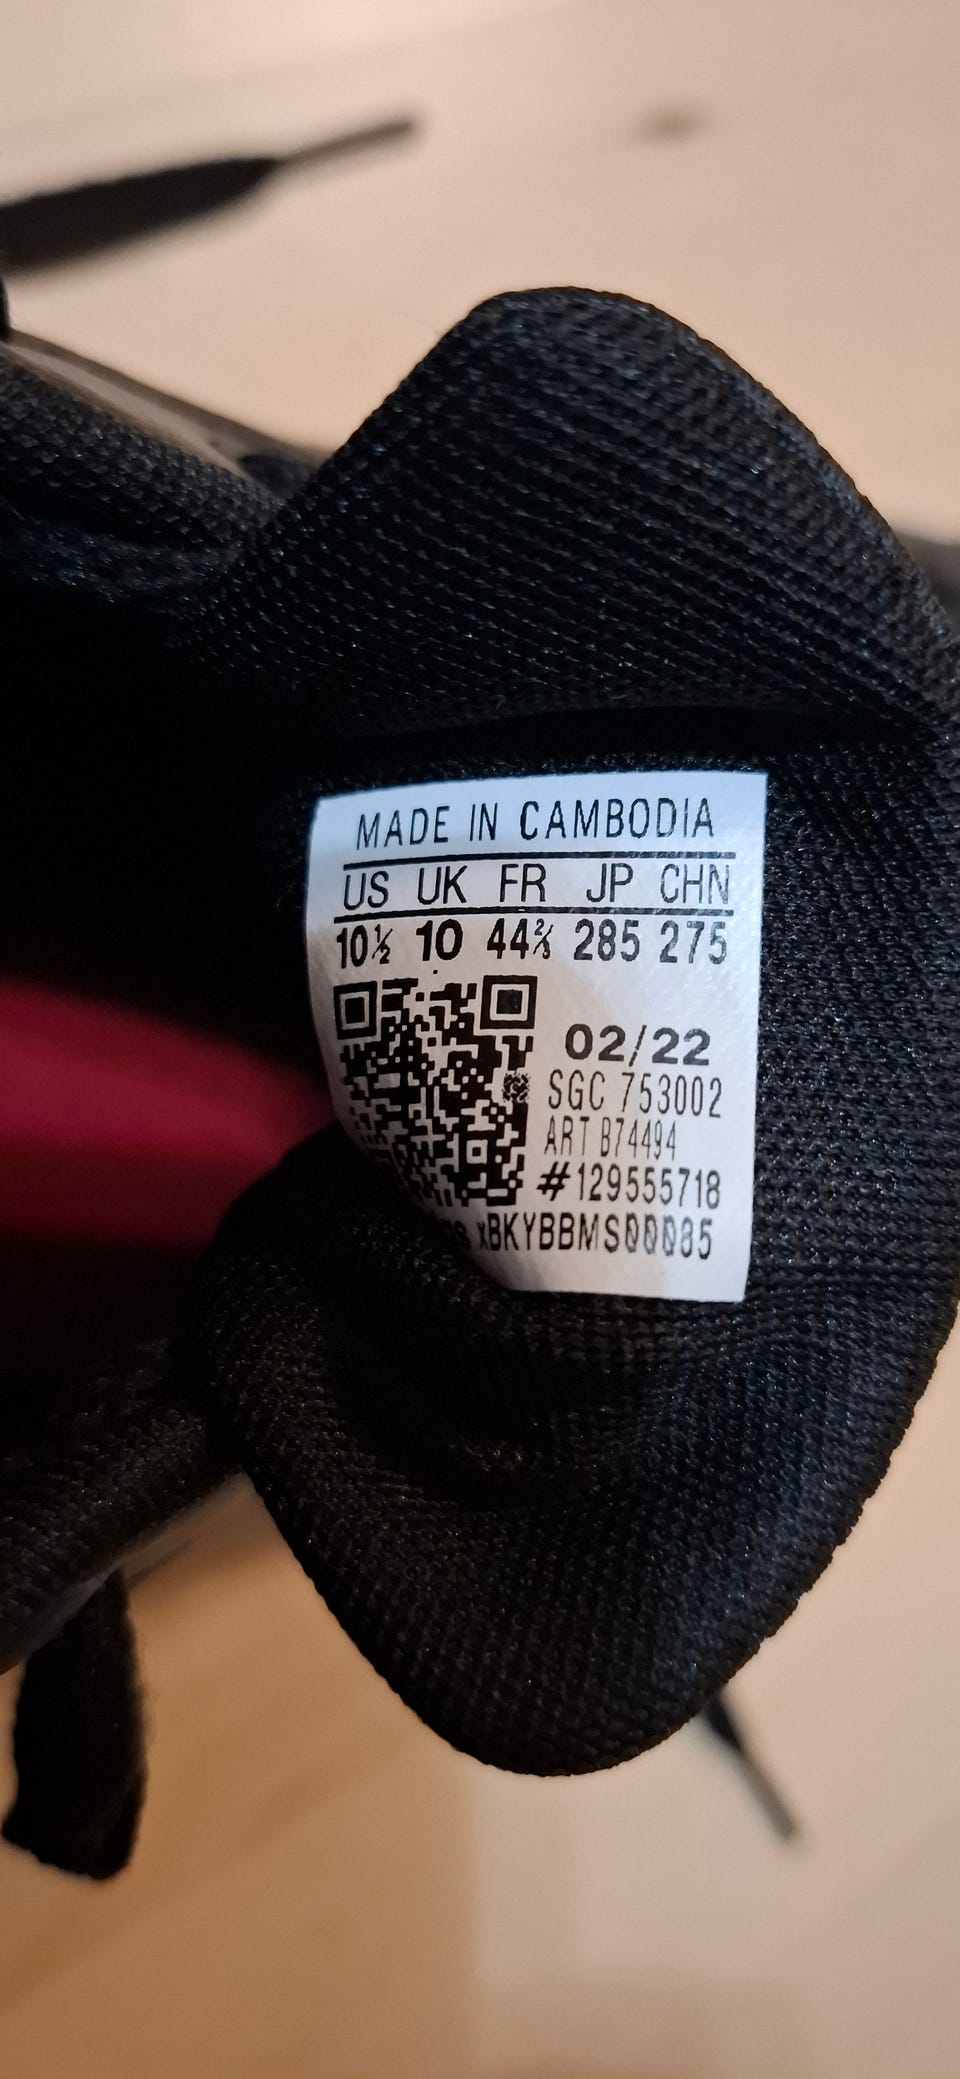 MADE IN CAMBODIA
US UK FR JP CHN
10½ 10 44⅔ 285 275
02/22
SGC 753002
ART B74494
#129555718
xBKYBBMS00085